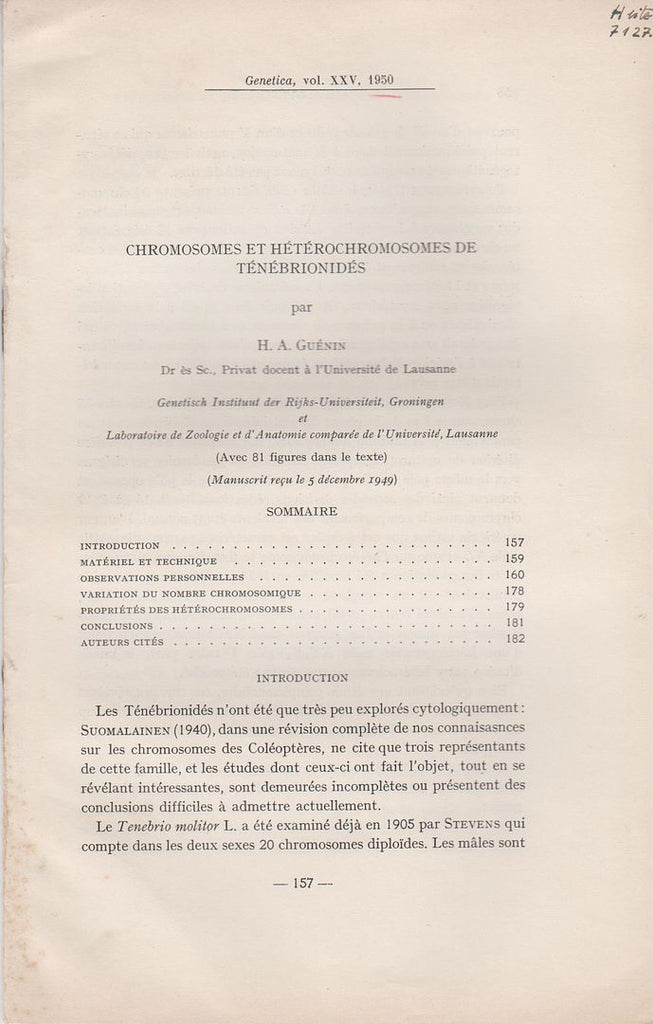 7127.
Genetica, vol. XXV, 1950
CHROMOSOMES ET HÉTÉROCHROMOSOMES DE
TÉNÉBRIONIDÉS
par
H. A. GUÉNIN
Dr ès Sc., Privat docent à l'Université de Lausanne
Genetisch Instituut der Rijks-Universiteit, Groningen
et
Laboratoire de Zoologie et d'Anatomie comparée de l'Université, Lausanne
(Avec 81 figures dans le texte)
(Manuscrit reçu le 5 décembre 1949)
SOMMAIRE
INTRODUCTION . . . . . . . . . . . . . . . . . . . . . . . . . 157
MATÉRIEL ET TECHNIQUE . . . . . . . . . . . . . . . . . . . . 159
OBSERVATIONS PERSONNELLES . . . . . . . . . . . . . . . . . . 160
VARIATION DU NOMBRE CHROMOSOMIQUE . . . . . . . . . . . . . . 178
PROPRIÉTÉS DES HÉTÉROCHROMOSOMES . . . . . . . . . . . . . . . 179
CONCLUSIONS . . . . . . . . . . . . . . . . . . . . . . . . . . 181
AUTEURS CITÉS . . . . . . . . . . . . . . . . . . . . . . . . . 182
INTRODUCTION
Les Ténébrionidés n'ont été que très peu explorés cytologiquement:
SUOMALAINEN (1940), dans une révision complète de nos connaisasnces
sur les chromosomes des Coléoptères, ne cite que trois représentants
de cette famille, et les études dont ceux-ci ont fait l'objet, tout en se
révélant intéressantes, sont demeurées incomplètes ou présentent des
conclusions difficiles à admettre actuellement.
Le Tenebrio molitor L. a été examiné déjà en 1905 par STEVENS qui
compte dans les deux sexes 20 chromosomes diploïdes. Les mâles sont
— 157 —